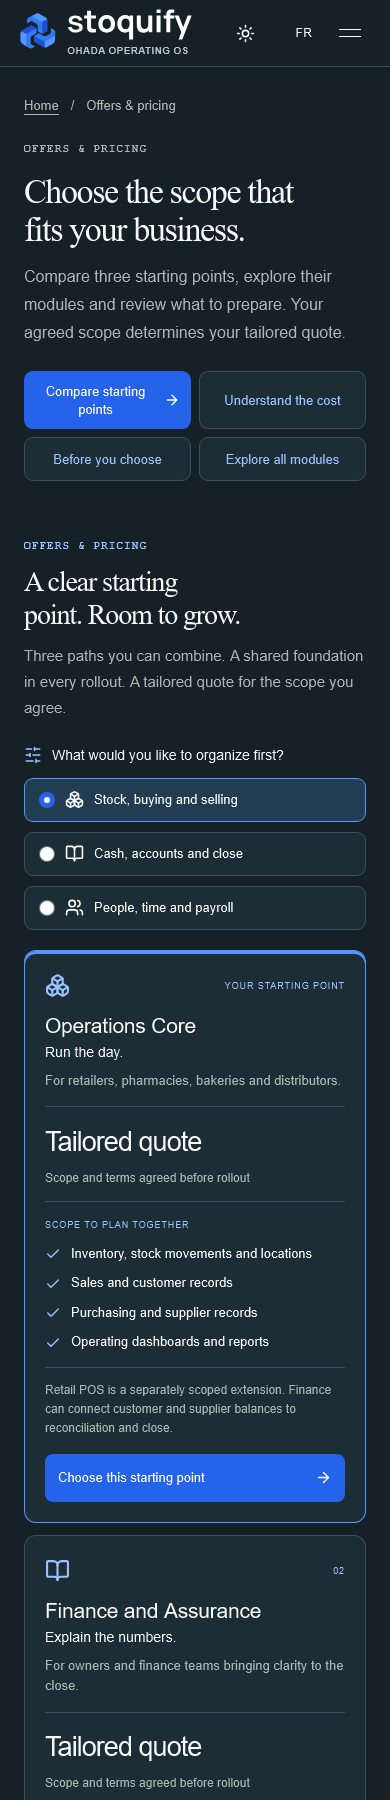 stoquify
OHADA OPERATING OS
FR
Home / Offers & pricing
OFFERS & PRICING
Choose the scope that
fits your business.
Compare three starting points, explore their
modules and review what to prepare. Your
agreed scope determines your tailored quote.
Compare starting
points
Understand the cost
Before you choose
Explore all modules
OFFERS & PRICING
A clear starting
point. Room to grow.
Three paths you can combine. A shared foundation
in every rollout. A tailored quote for the scope you
agree.
What would you like to organize first?
Stock, buying and selling
Cash, accounts and close
People, time and payroll
YOUR STARTING POINT
Operations Core
Run the day.
For retailers, pharmacies, bakeries and distributors.
Tailored quote
Scope and terms agreed before rollout
SCOPE TO PLAN TOGETHER
Inventory, stock movements and locations
Sales and customer records
Purchasing and supplier records
Operating dashboards and reports
Retail POS is a separately scoped extension. Finance
can connect customer and supplier balances to
reconciliation and close.
Choose this starting point
02
Finance and Assurance
Explain the numbers.
For owners and finance teams bringing clarity to the
close.
Tailored quote
Scope and terms agreed before rollout